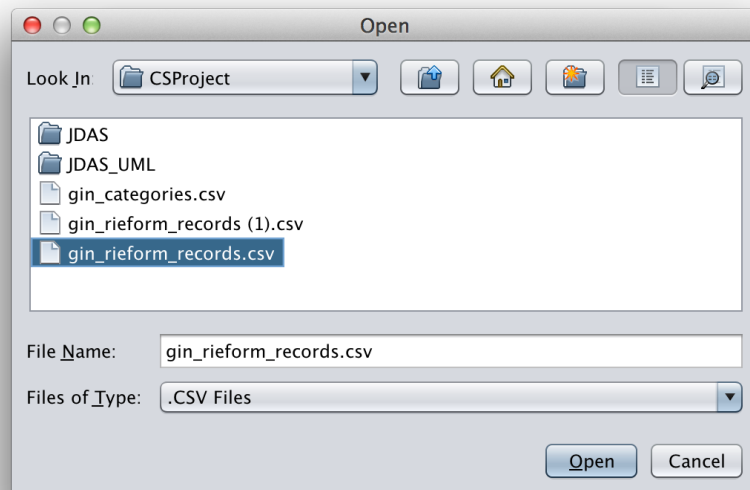 Open
Look In: CSProject
JDAS
JDAS_UML
gin_categories.csv
gin_rieform_records (1).csv
gin_rieform_records.csv
File Name: gin_rieform_records.csv
Files of Type: .CSV Files
Open Cancel